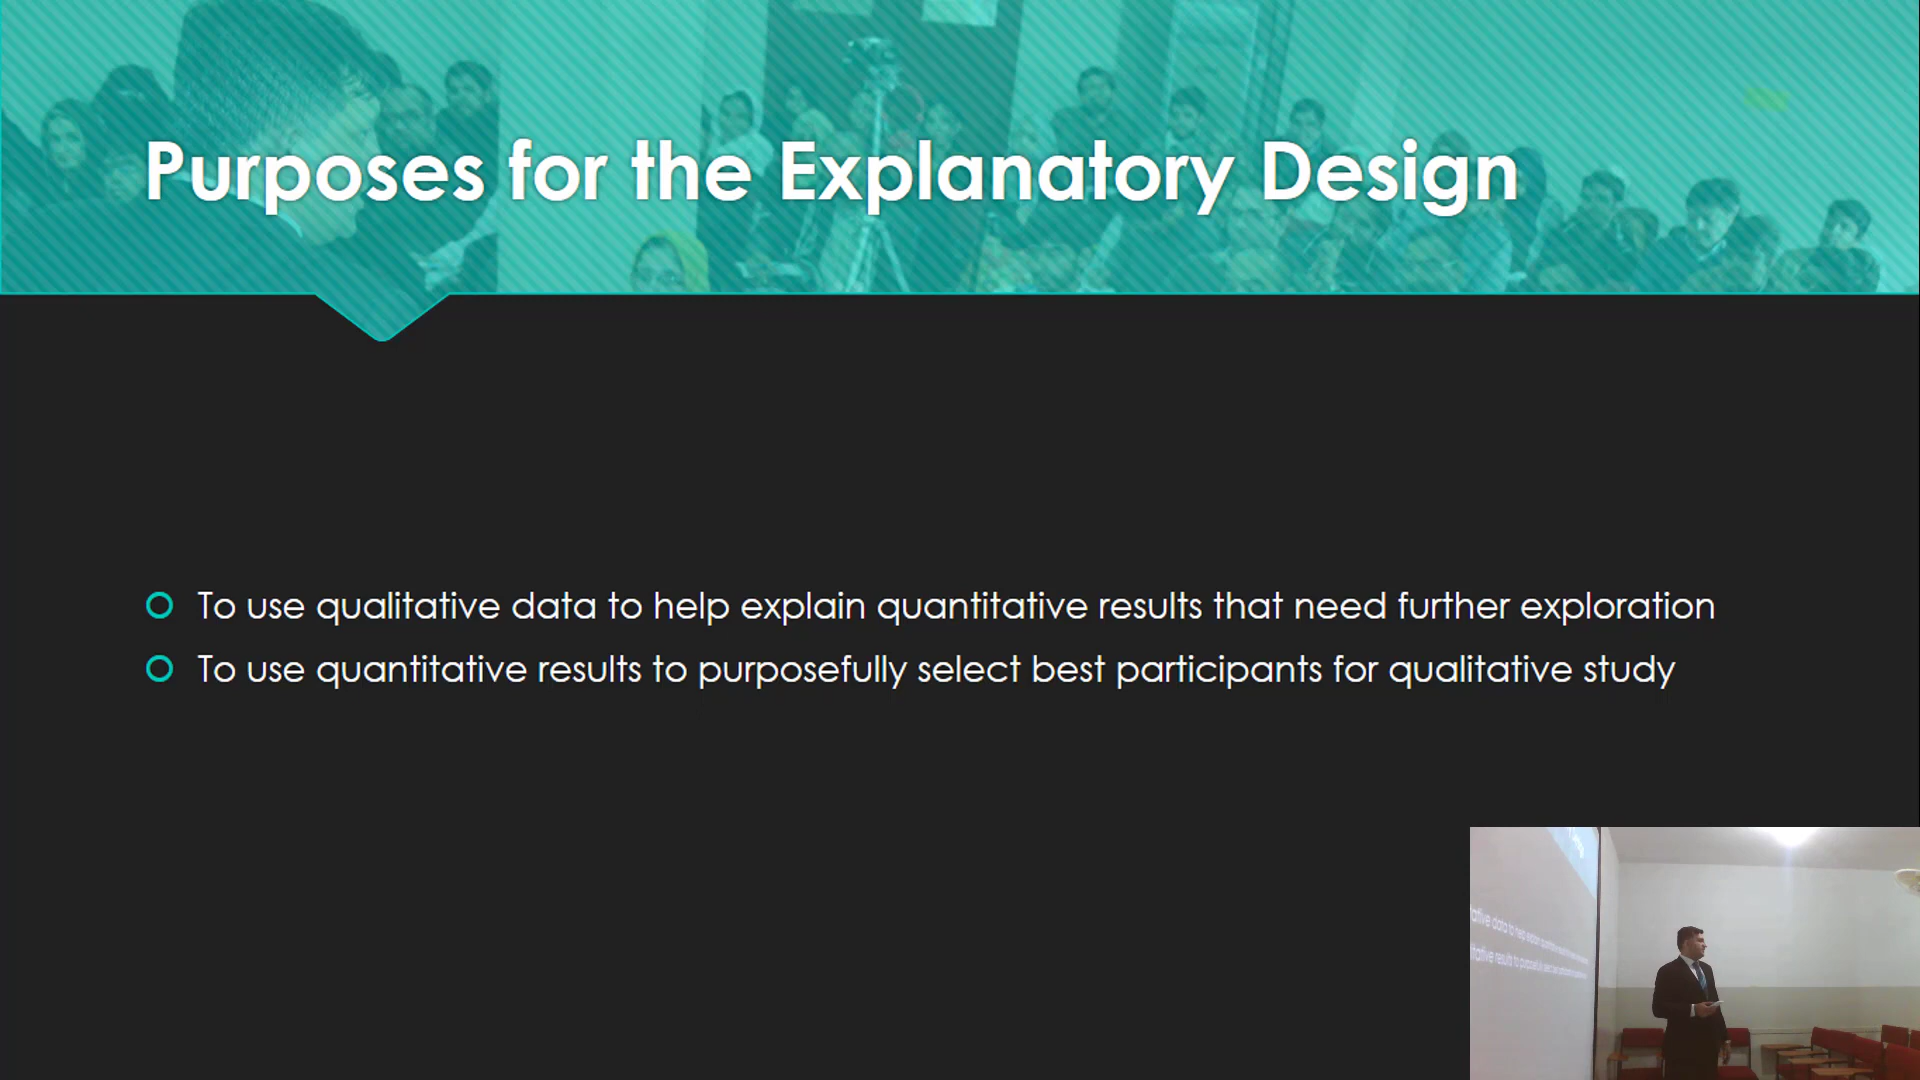 Purposes for the Explanatory Design
To use qualitative data to help explain quantitative results that need further exploration
To use quantitative results to purposefully select best participants for qualitative study